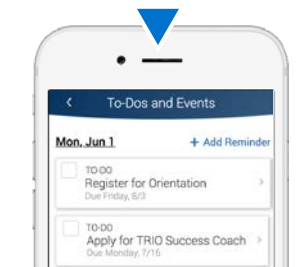 To-Dos and Events
Mon, Jun 1
+ Add Reminder
TO-DO
Register for Orientation
Due Friday, 8/3
TO-DO
Apply for TRIO Success Coach
Due Monday, 7/16